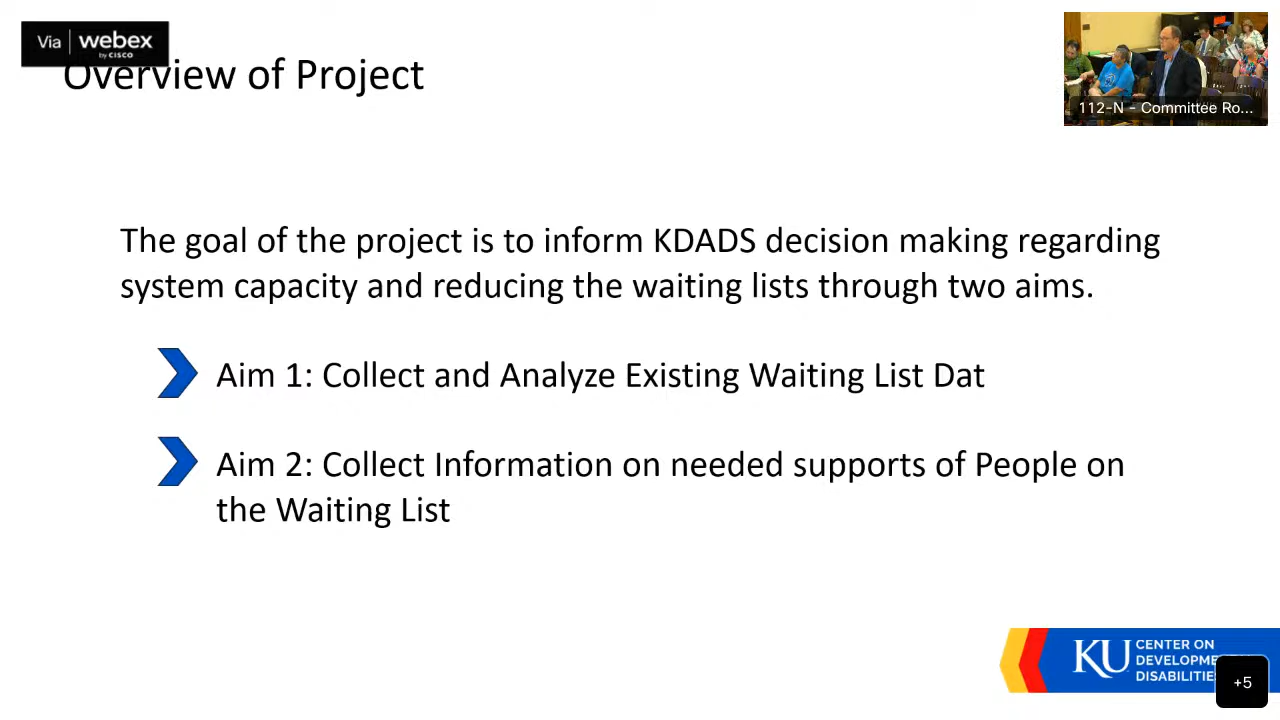 Via webex
by CISCO
Overview of Project
112-N - Committee Ro...
The goal of the project is to inform KDADS decision making regarding
system capacity and reducing the waiting lists through two aims.
Aim 1: Collect and Analyze Existing Waiting List Dat
Aim 2: Collect Information on needed supports of People on
the Waiting List
KU CENTER ON
DEVELOPMENT
DISABILITIE
+5